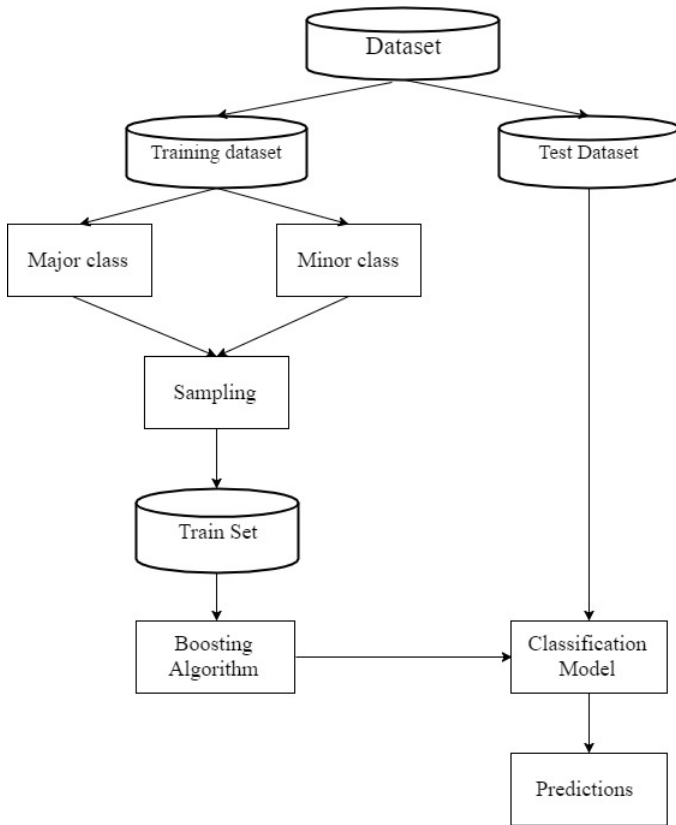 Dataset
Training dataset
Test Dataset
Major class
Minor class
Sampling
Train Set
Boosting
Algorithm
Classification
Model
Predictions